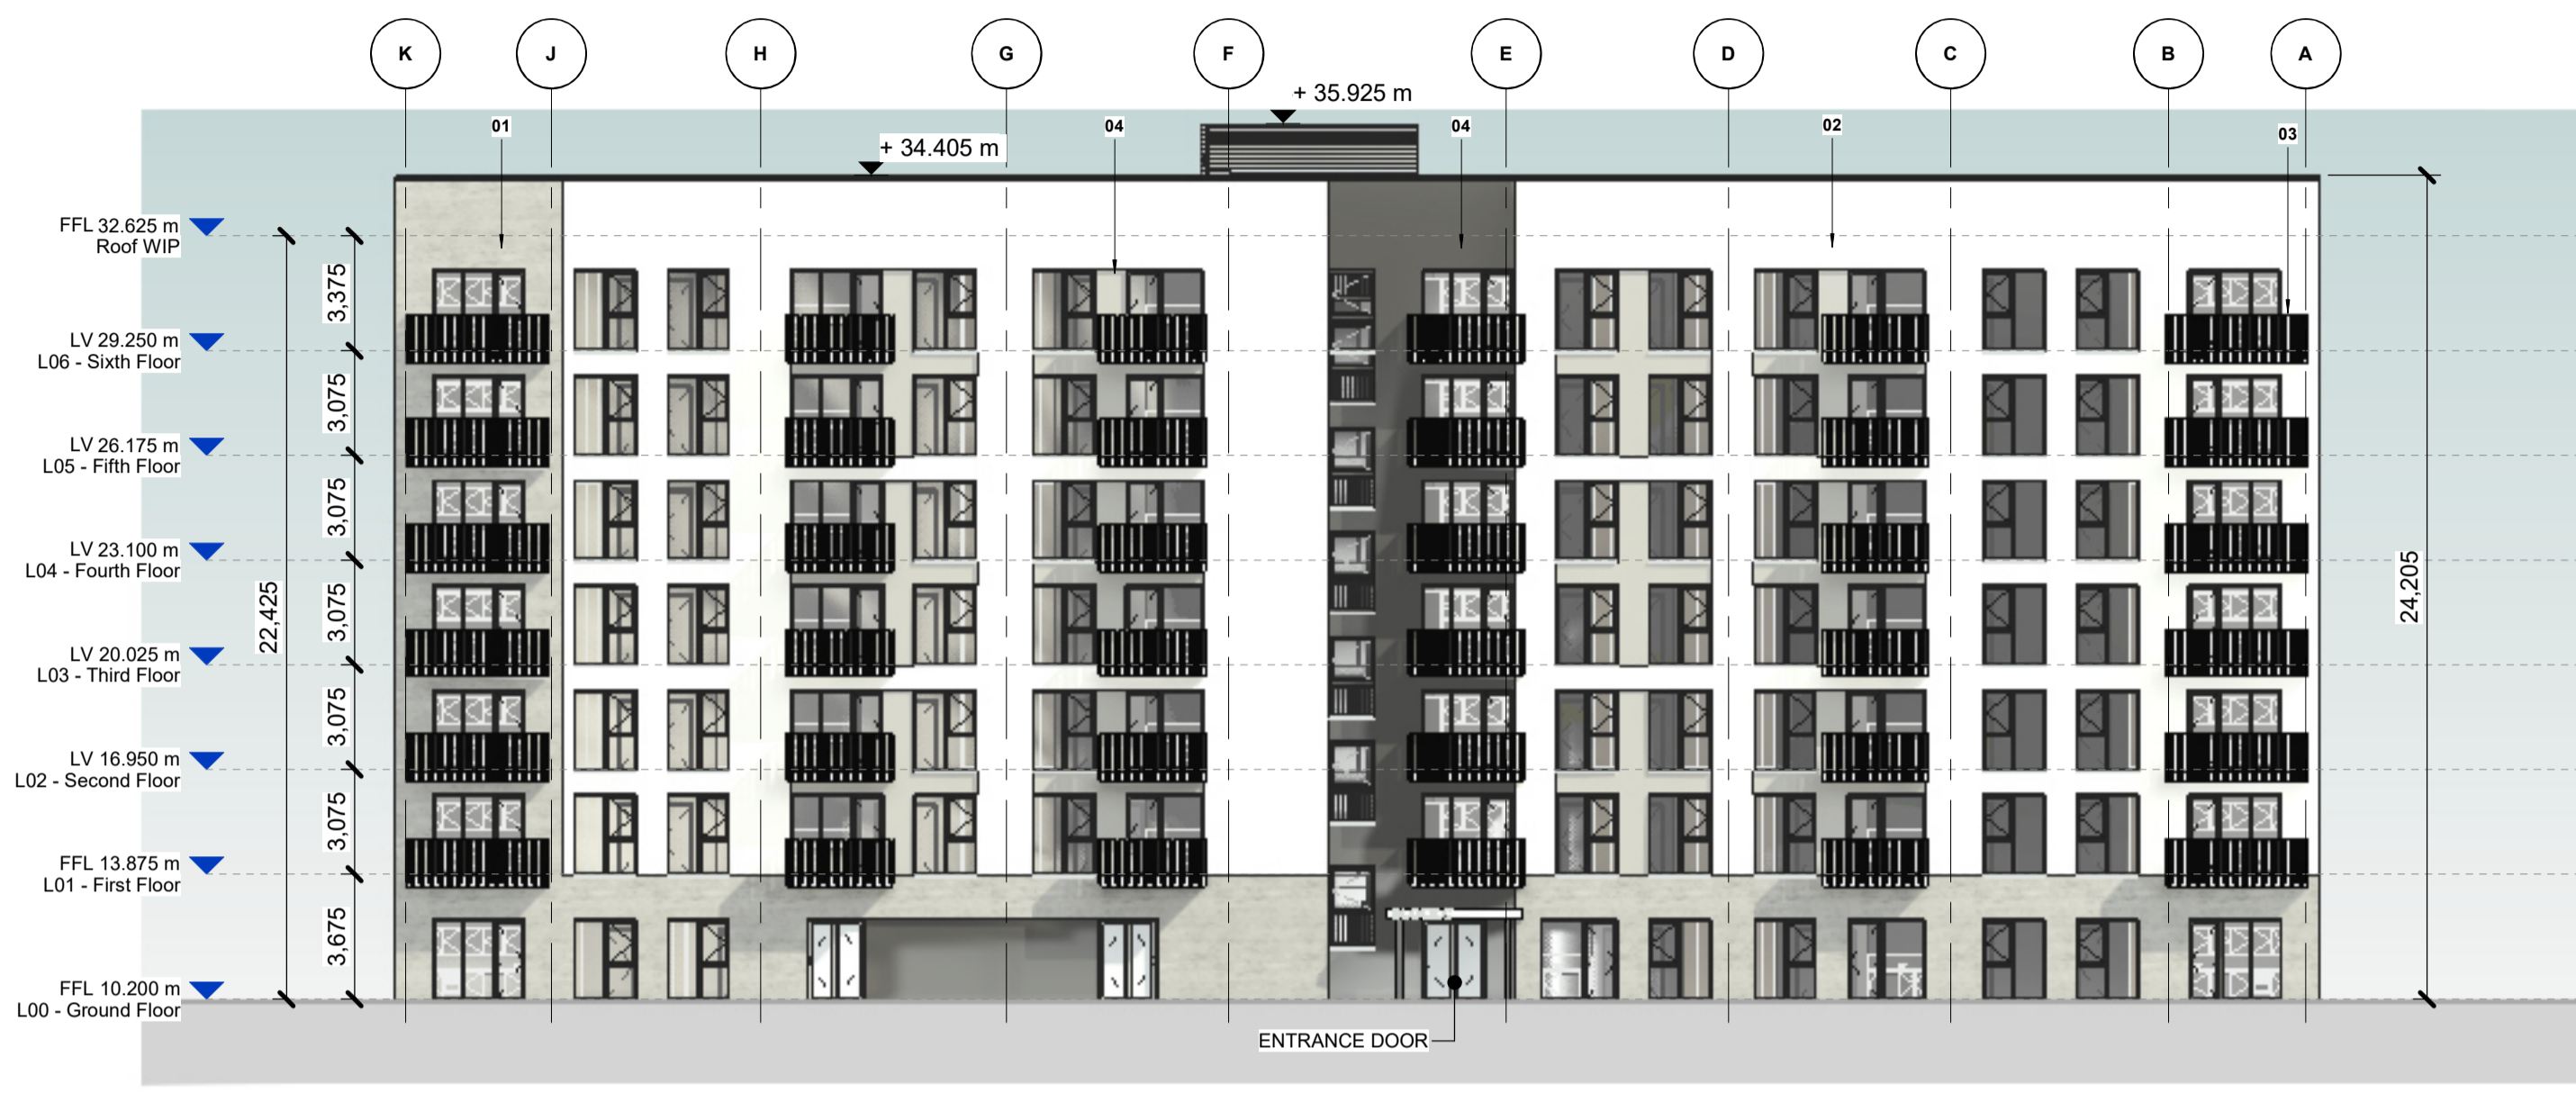 K
J
H
G
F
E
D
C
B
A
+ 35.925 m
01
04
04
02
03
+ 34.405 m
FFL 32.625 m
Roof WIP
3,375
LV 29.250 m
L06 - Sixth Floor
3,075
LV 26.175 m
L05 - Fifth Floor
3,075
LV 23.100 m
L04 - Fourth Floor
22,425
3,075
24,205
LV 20.025 m
L03 - Third Floor
3,075
LV 16.950 m
L02 - Second Floor
3,075
FFL 13.875 m
L01 - First Floor
3,675
FFL 10.200 m
L00 - Ground Floor
ENTRANCE DOOR